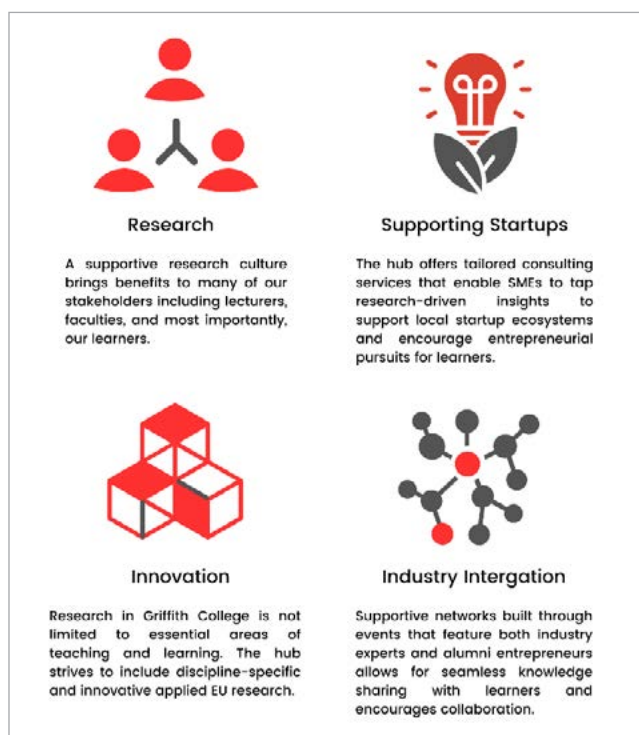 Research
A supportive research culture
brings benefits to many of our
stakeholders including lecturers,
faculties, and most importantly,
our learners.
Supporting Startups
The hub offers tailored consulting
services that enable SMEs to tap
research-driven insights to
support local startup ecosystems
and encourage entrepreneurial
pursuits for learners.
Innovation
Research in Griffith College is not
limited to essential areas of
teaching and learning. The hub
strives to include discipline-specific
and innovative applied EU research.
Industry Intergation
Supportive networks built through
events that feature both industry
experts and alumni entrepreneurs
allows for seamless knowledge
sharing with learners and
encourages collaboration.